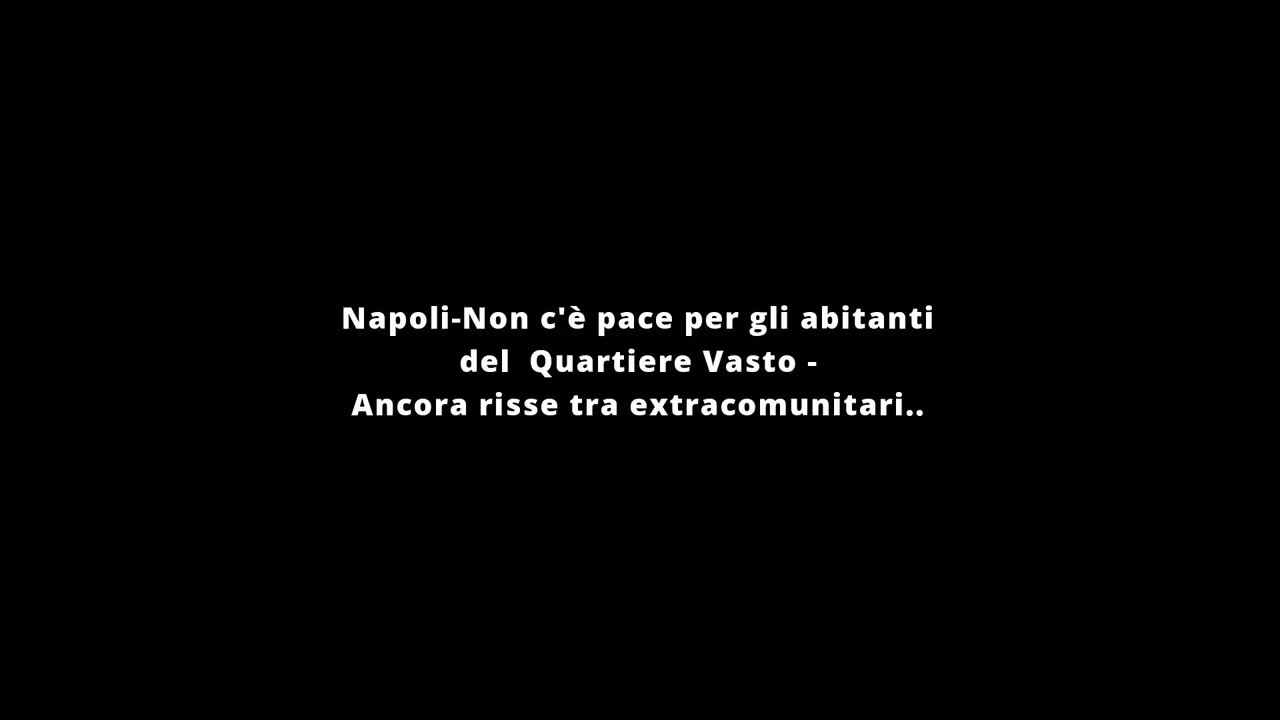 Napoli-Non c'è pace per gli abitanti
del  Quartiere Vasto -
Ancora risse tra extracomunitari..